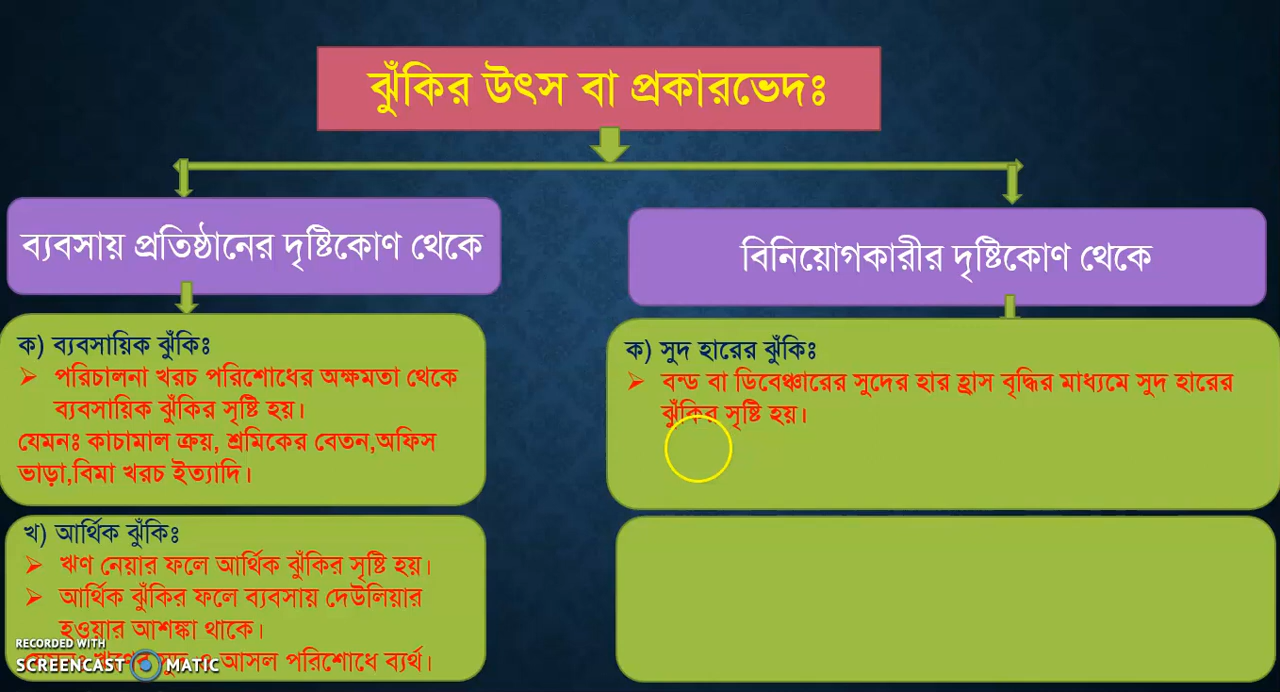 ঝুঁকির উৎস বা প্রকারভেদঃ
ব্যবসায় প্রতিষ্ঠানের দৃষ্টিকোণ থেকে
ক) ব্যবসায়িক ঝুঁকিঃ
➢ পরিচালনা খরচ পরিশোধের অক্ষমতা থেকে
ব্যবসায়িক ঝুঁকির সৃষ্টি হয়।
যেমনঃ কাচামাল ক্রয়, শ্রমিকের বেতন,অফিস
ভাড়া,বিমা খরচ ইত্যাদি।
খ) আর্থিক ঝুঁকিঃ
➢ ঋণ নেয়ার ফলে আর্থিক ঝুঁকির সৃষ্টি হয়।
➢ আর্থিক ঝুঁকির ফলে ব্যবসায় দেউলিয়ার
হওয়ার আশঙ্কা থাকে।
যেমনঃ ঋণের সুদ ও আসল পরিশোধে ব্যর্থ।
বিনিয়োগকারীর দৃষ্টিকোণ থেকে
ক) সুদ হারের ঝুঁকিঃ
➢ বন্ড বা ডিবেঞ্চারের সুদের হার হ্রাস বৃদ্ধির মাধ্যমে সুদ হারের
ঝুঁকির সৃষ্টি হয়।
RECORDED WITH
SCREENCAST MATIC